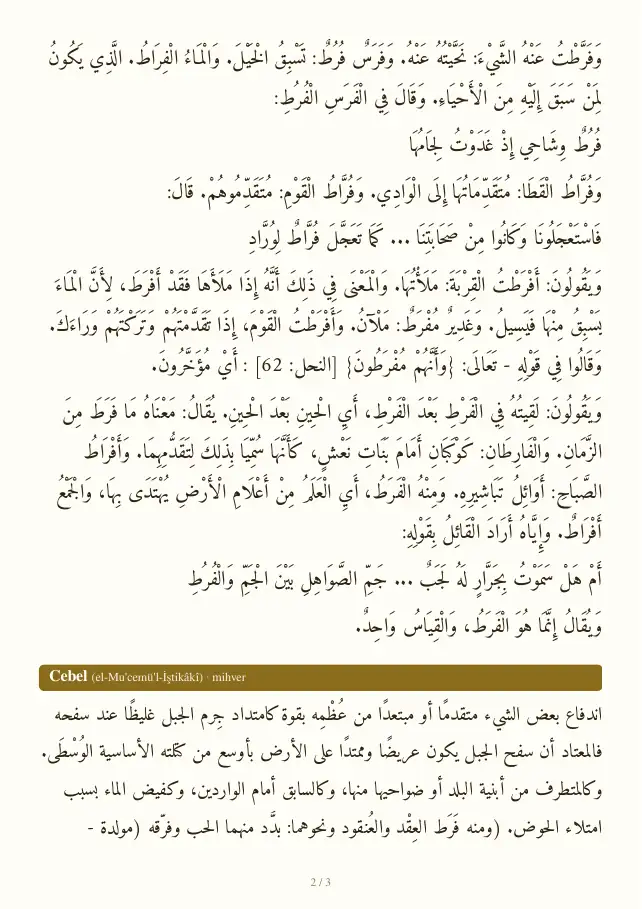 وَفَرَّطْتُ عَنْهُ الشَّيْءَ: نَحَّيْتُهُ عَنْهُ. وَفَرَسٌ فُرُطٌ: تَسْبِقُ الْخَيْلَ. وَالْمَاءُ الْفِرَاطُ. الَّذِي يَكُونُ
لِمَنْ سَبَقَ إِلَيْهِ مِنَ الْأَحْيَاءِ. وَقَالَ فِي الْفَرَسِ الْفُرُطِ:
فُرُطٌ وِشَاحِي إِذْ غَدَوْتُ لِجَامُهَا
وَفُرَّاطُ الْقَطَا: مُتَقَدِّمَاتُهَا إِلَى الْوَادِي. وَفُرَّاطُ الْقَوْمِ: مُتَقَدِّمُوهُمْ. قَالَ:
فَاسْتَعْجَلُونَا وَكَانُوا مِنْ صَحَابَتِنَا ... كَمَا تَعَجَّلَ فُرَّاطٌ لِوُرَّادِ
وَيَقُولُونَ: أَفْرَطْتُ الْقِرْبَةَ: مَلَأْتُهَا. وَالْمَعْنَى فِي ذَلِكَ أَنَّهُ إِذَا مَلَأَهَا فَقَدْ أَفْرَطَ، لِأَنَّ الْمَاءَ
يَسْبِقُ مِنْهَا فَيَسِيلُ. وَغَدِيرٌ مُفْرَطٌ: مَلْآنُ. وَأَفْرَطْتُ الْقَوْمَ، إِذَا تَقَدَّمْتَهُمْ وَتَرَكْتَهُمْ وَرَاءَكَ.
وَقَالُوا فِي قَوْلِهِ - تَعَالَى: {وَأَنَّهُمْ مُفْرَطُونَ} [النحل: 62] : أَيْ مُؤَخَّرُونَ.
وَيَقُولُونَ: لَقِيتُهُ فِي الْفَرْطِ بَعْدَ الْفَرْطِ، أَيِ الْحِينِ بَعْدَ الْحِينِ. يُقَالُ: مَعْنَاهُ مَا فَرَطَ مِنَ
الزَّمَانِ. وَالْفَارِطَانِ: كَوْكَبَانِ أَمَامَ بَنَاتِ نَعْشٍ، كَأَنَّهَا سُمِّيَا بِذَلِكَ لِتَقَدُّمِهِمَا. وَأَفْرَاطُ
الصَّبَاحِ: أَوَائِلُ تَبَاشِيرِهِ. وَمِنْهُ الْفَرَطُ، أَيِ الْعَلَمُ مِنْ أَعْلَامِ الْأَرْضِ يُهْتَدَى بِهَا، وَالْجَمْعُ
أَفْرَاطٌ. وَإِيَّاهُ أَرَادَ الْقَائِلُ بِقَوْلِهِ:
أَمْ هَلْ سَمَوْتُ بِجَرَّارٍ لَهُ لَجَبٌ ... جَمِّ الصَّوَاهِلِ بَيْنَ الْجَمِّ وَالْفُرُطِ
وَيُقَالُ إِنَّمَا هُوَ الْفَرَطُ، وَالْقِيَاسُ وَاحِدٌ.
Cebel (el-Mu'cemü'l-İştikâkî) · mihver
اندفاع بعض الشيء متقدمًا أو مبتعدًا من عُظْمِه بقوة كامتداد جِرم الجبل غليظًا عند سفحه
فالمعتاد أن سفح الجبل يكون عريضًا وممتدًا على الأرض بأوسع من كتلته الأساسية الوُسْطَى.
وكالمتطرف من أبنية البلد أو ضواحيها منها، وكالسابق أمام الواردين، وكفيض الماء بسبب
امتلاء الحوض. (ومنه فَرَط العِقْد والعُنقود ونحوهما: بدَّد منهما الحب وفرّقه (مولدة -
2 / 3